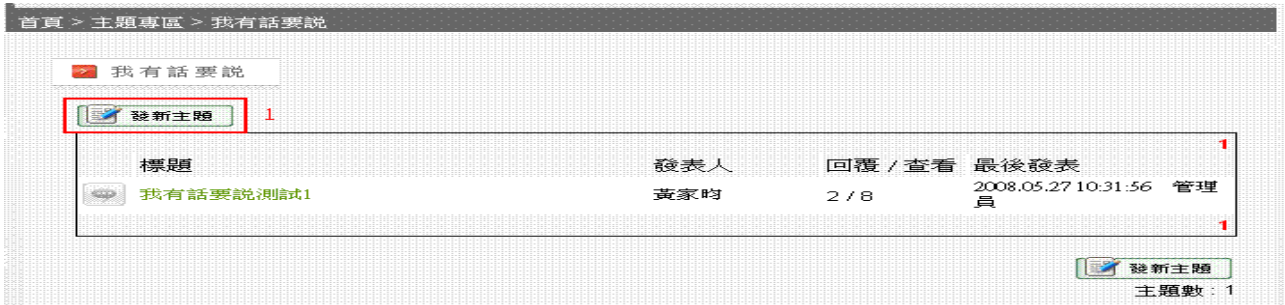 首頁 > 主題專區 > 我有話要說
我有話要說
發新主題 1
1
標題 發表人 回覆 / 查看 最後發表
我有話要說測試1 黃家昀 2 / 8 2008.05.27 10:31:56 管理員
1
發新主題
主題數 : 1